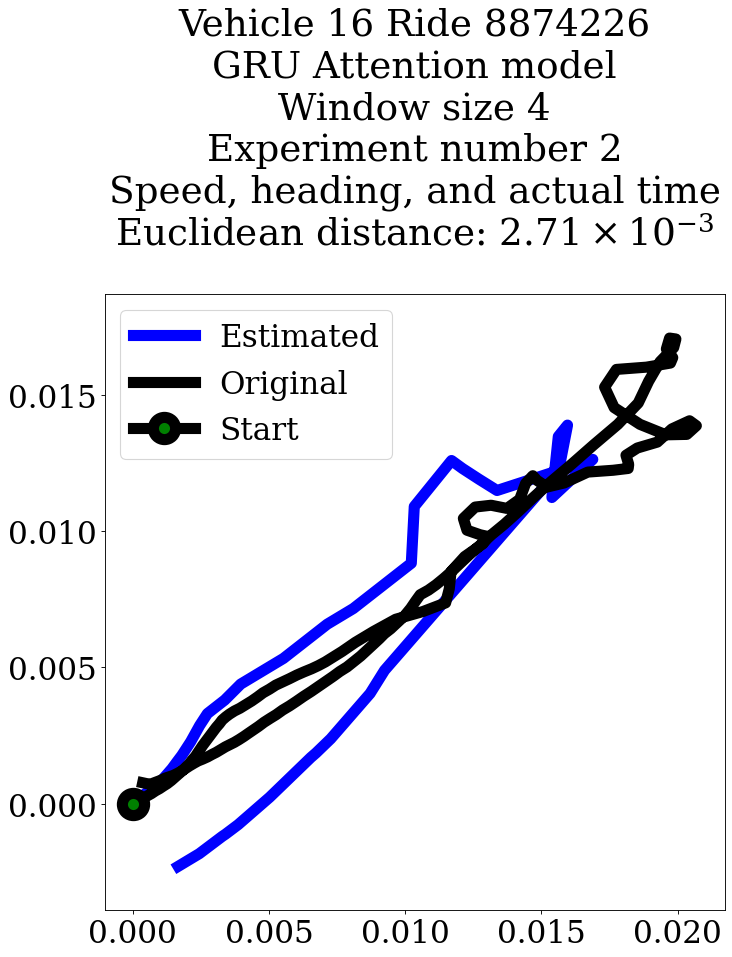 Vehicle 16 Ride 8874226
GRU Attention model
Window size 4
Experiment number 2
Speed, heading, and actual time
Euclidean distance: 2.71 × 10⁻³
Estimated
Original
Start
0.015
0.010
0.005
0.000
0.000 0.005 0.010 0.015 0.020